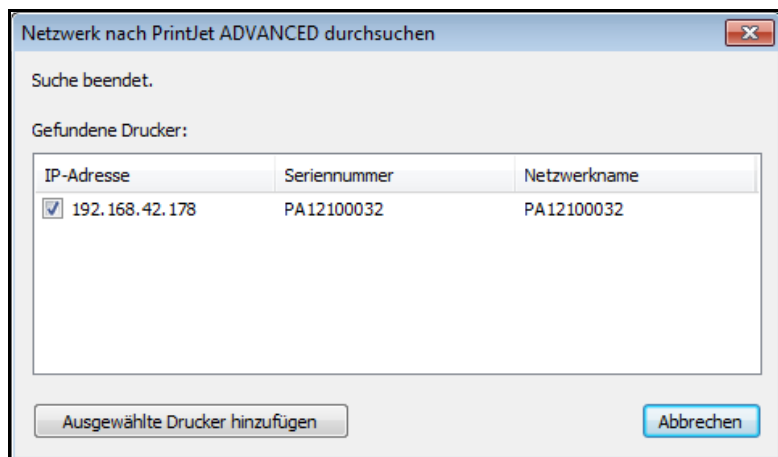 Netzwerk nach PrintJet ADVANCED durchsuchen
Suche beendet.
Gefundene Drucker:
IP-Adresse Seriennummer Netzwerkname
192.168.42.178 PA12100032 PA12100032
Ausgewählte Drucker hinzufügen Abbrechen